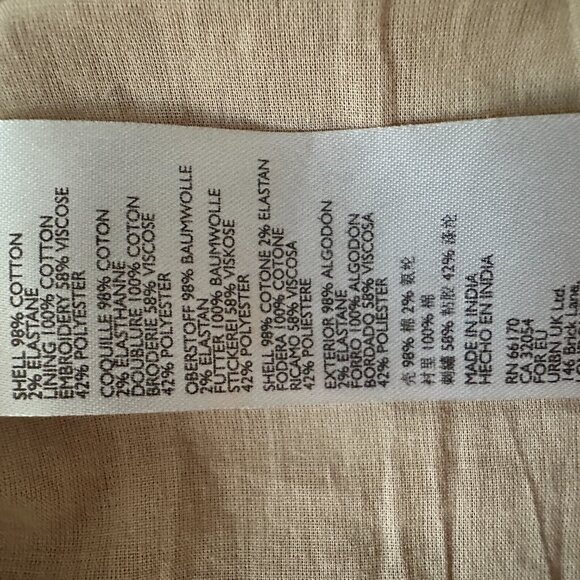 SHELL 98% COTTON
2% ELASTANE
LINING 100% COTTON
EMBROIDERY 58% VISCOSE
42% POLYESTER
COQUILLE 98% COTON
2% ELASTHANNE
DOUBLURE 100% COTON
BRODERIE 58% VISCOSE
42% POLYESTER
OBERSTOFF 98% BAUMWOLLE
2% ELASTAN
FUTTER 100% BAUMWOLLE
STICKEREI 58% VISKOSE
42% POLYESTER
SHELL 98% COTONE 2% ELASTAN
FODERA 100% COTONE
RICAMA 58% VISCOSA
42% POLIESTERE
EXTERIOR 98% ALGODÓN
2% ELASTANE
FORRO 100% ALGODON
BORDADO 58% VISCOSA
42% POLIESTER
壳 98% 棉 2% 氨纶
衬里 100% 棉
刺绣 58% 粘胶 42% 涤纶
MADE IN INDIA
HECHO EN INDIA
RN 66170
CA 32054
FOR EU
URBN UK Ltd.
146 Brick Lane,